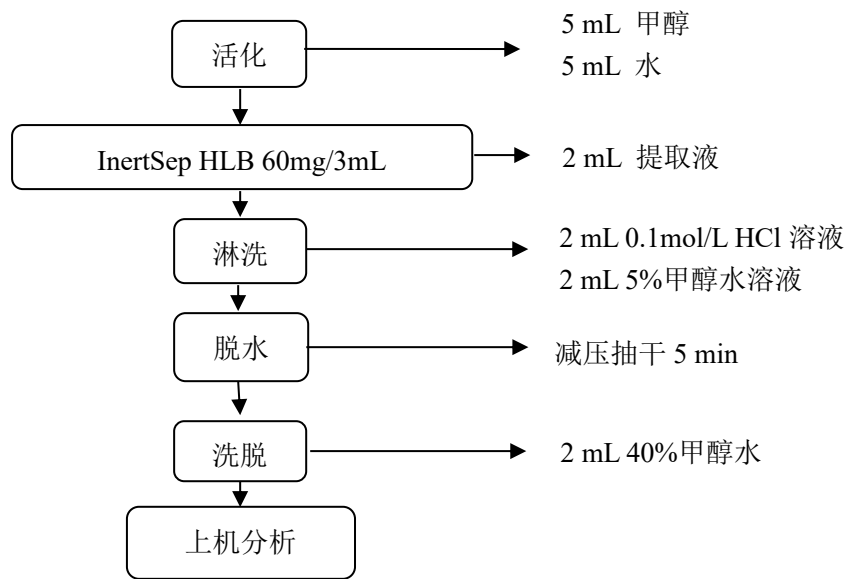 活化
5 mL 甲醇
5 mL 水
InertSep HLB 60mg/3mL
2 mL 提取液
淋洗
2 mL 0.1mol/L HCl 溶液
2 mL 5%甲醇水溶液
脱水
减压抽干 5 min
洗脱
2 mL 40%甲醇水
上机分析